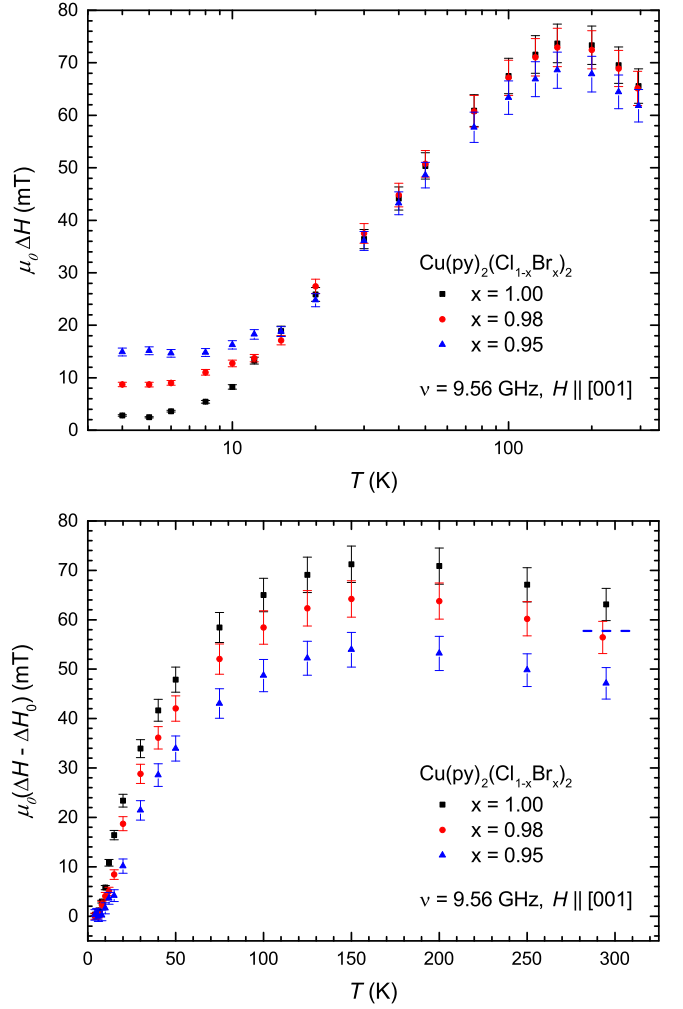 80
70
60
50
40
30
20
10
0
μ₀ ΔH (mT)
Cu(py)₂(Cl₁₋ₓBrₓ)₂
x = 1.00
x = 0.98
x = 0.95
ν = 9.56 GHz, H || [001]
10
100
T (K)
80
70
60
50
40
30
20
10
0
μ₀(ΔH - ΔH₀) (mT)
Cu(py)₂(Cl₁₋ₓBrₓ)₂
x = 1.00
x = 0.98
x = 0.95
ν = 9.56 GHz, H || [001]
0
50
100
150
200
250
300
T (K)